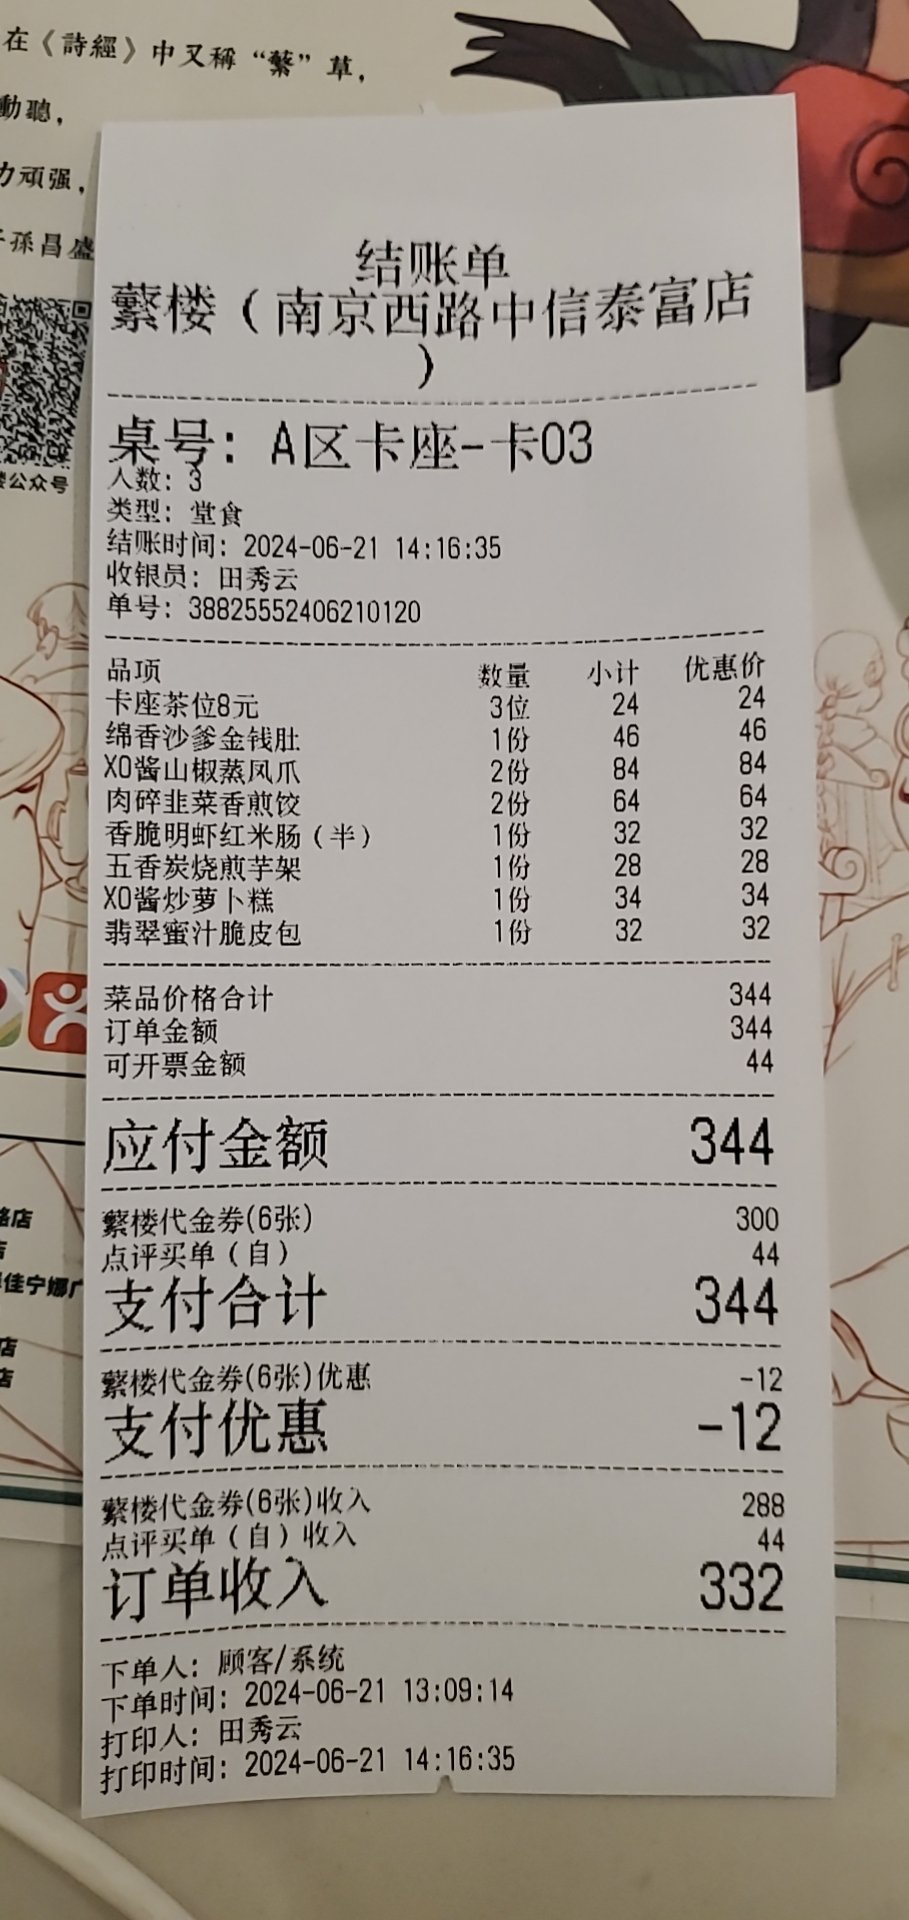 在《詩經》中又稱“蘩”草，
動聽，
力頑强，
子孫昌盛
楼公众号
结账单
蘩楼（南京西路中信泰富店
）
桌号：A区卡座-卡03
人数：3
类型：堂食
结账时间：2024-06-21 14:16:35
收银员：田秀云
单号：38825552406210120
品项 数量 小计 优惠价
卡座茶位8元 3位 24 24
绵香沙爹金钱肚 1份 46 46
XO酱山椒蒸凤爪 2份 84 84
肉碎韭菜香煎饺 2份 64 64
香脆明虾红米肠（半） 1份 32 32
五香炭烧煎芋架 1份 28 28
XO酱炒萝卜糕 1份 34 34
翡翠蜜汁脆皮包 1份 32 32
菜品价格合计 344
订单金额 344
可开票金额 44
应付金额 344
蘩楼代金券(6张) 300
点评买单（自） 44
支付合计 344
蘩楼代金券(6张)优惠 -12
支付优惠 -12
蘩楼代金券(6张)收入 288
点评买单（自）收入 44
订单收入 332
下单人：顾客/系统
下单时间：2024-06-21 13:09:14
打印人：田秀云
打印时间：2024-06-21 14:16:35
路店
店
佳宁娜广
店
店